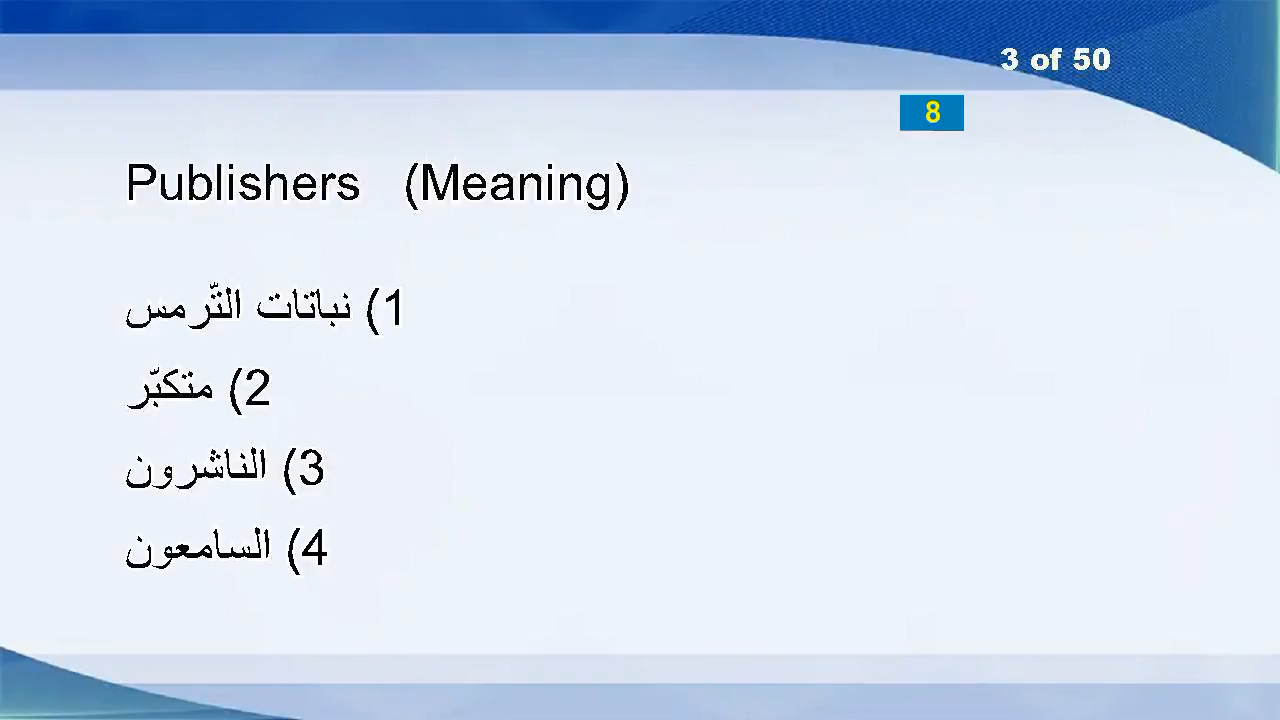 3 of 50
8
Publishers (Meaning)
1) نباتات التّرمس
2) متكبّر
3) الناشرون
4) السامعون